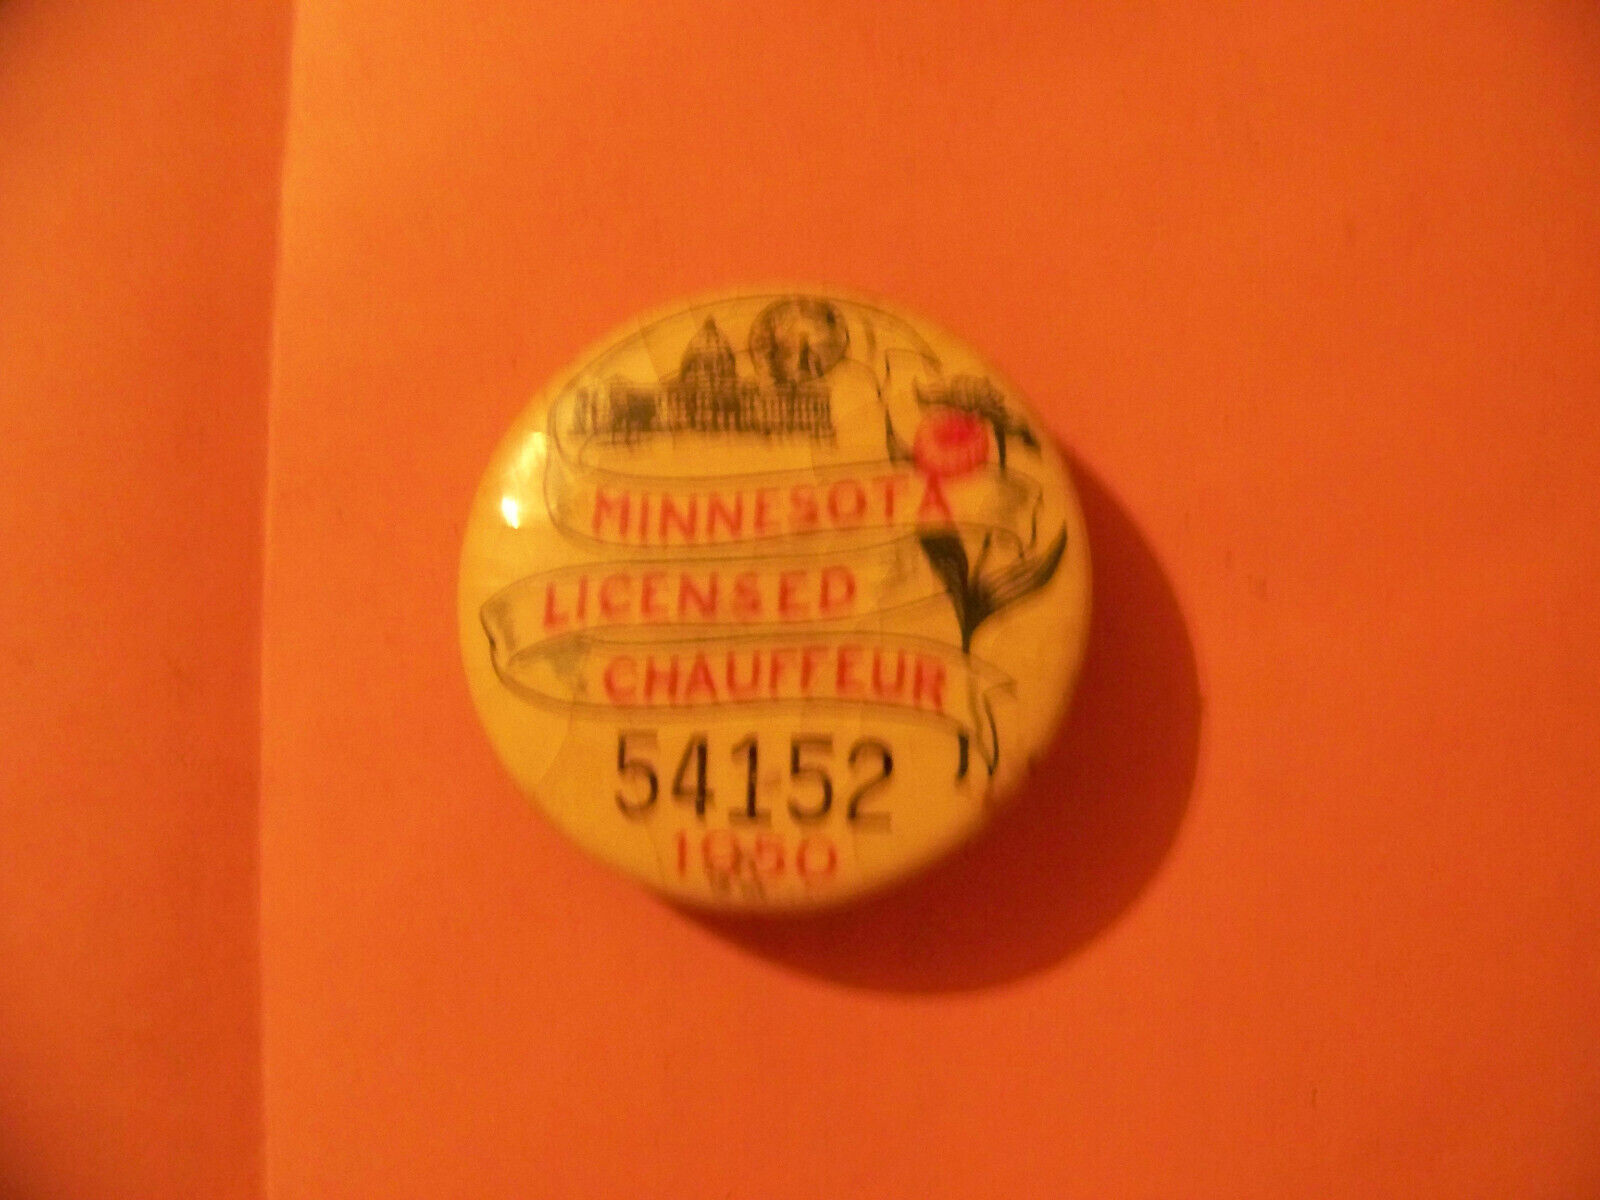 MINNESOTA
LICENSED
CHAUFFEUR
54152
1950